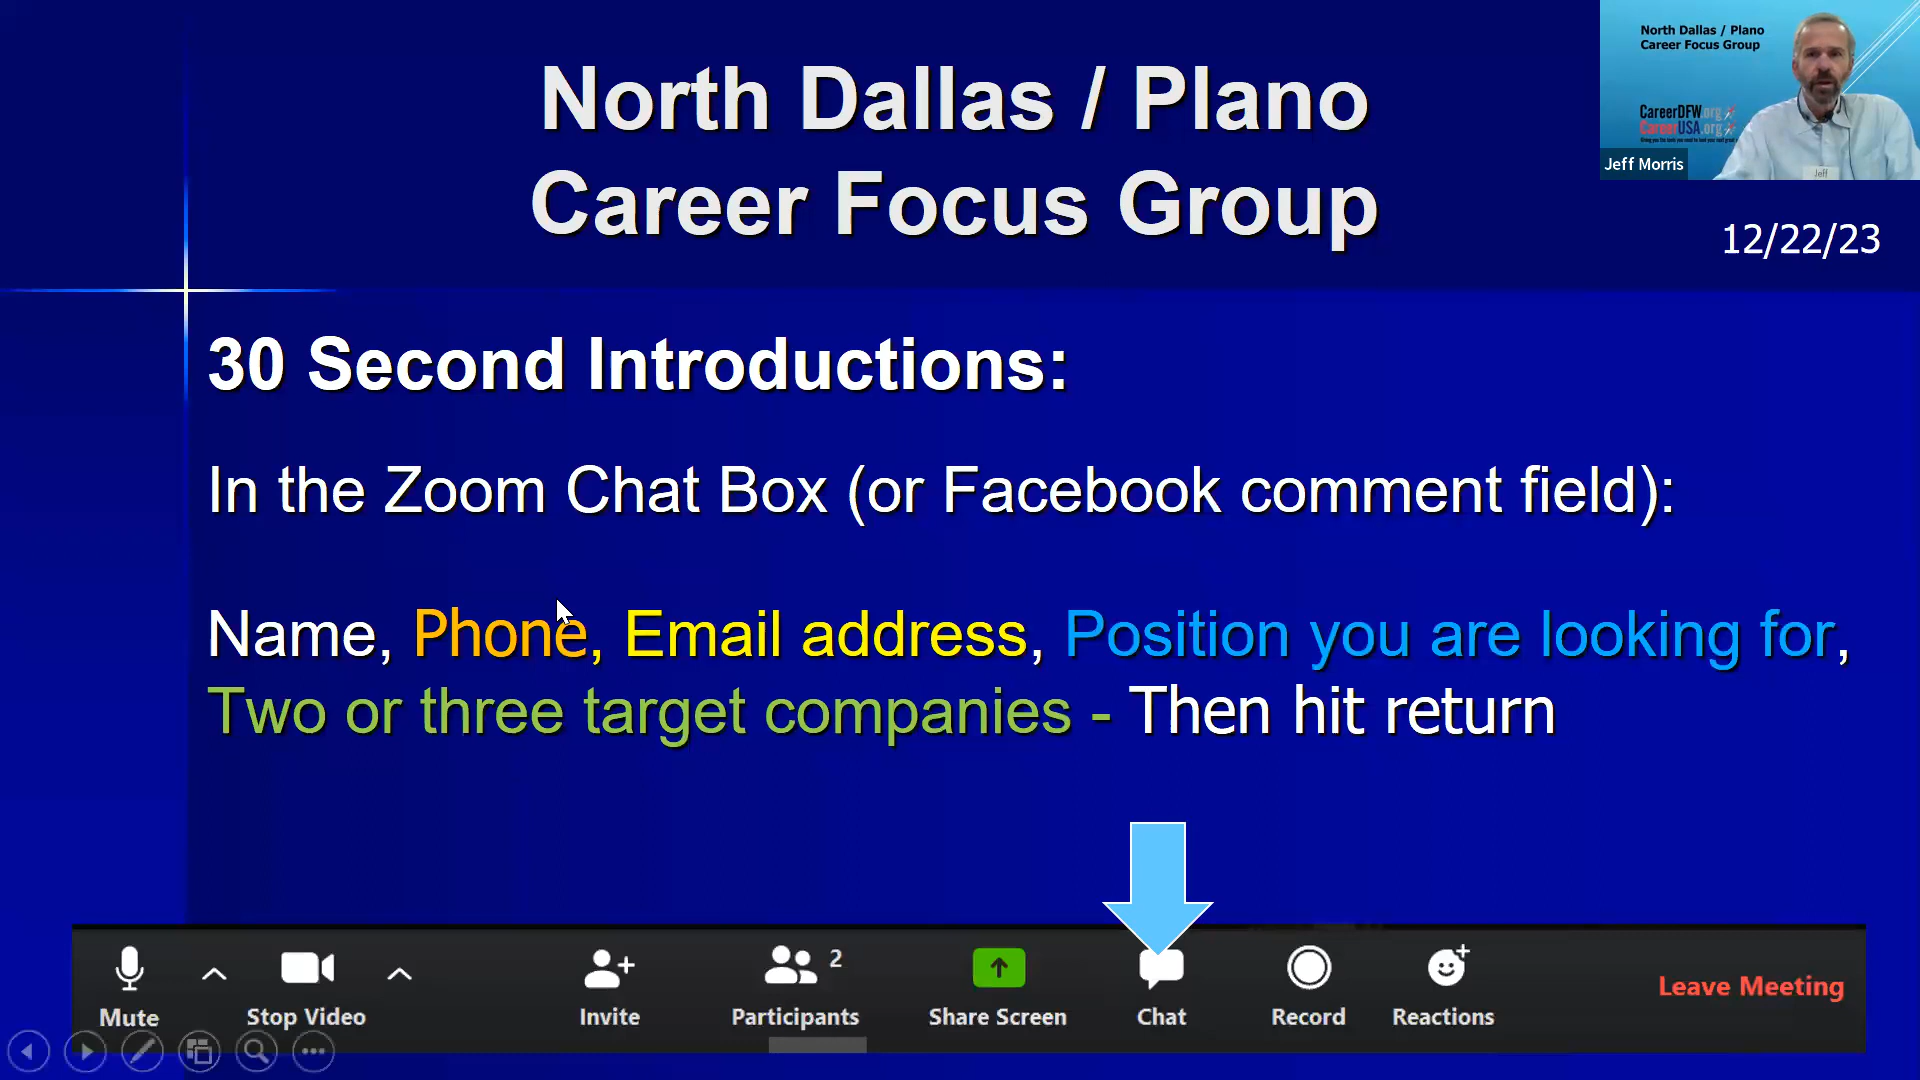 North Dallas / Plano
Career Focus Group
North Dallas / Plano
Career Focus Group
CareerDFW.org
CareerUSA.org
Jeff
Jeff Morris
12/22/23
30 Second Introductions:
In the Zoom Chat Box (or Facebook comment field):
Name, Phone, Email address, Position you are looking for,
Two or three target companies - Then hit return
2
Mute Stop Video Invite Participants Share Screen Chat Record Reactions Leave Meeting